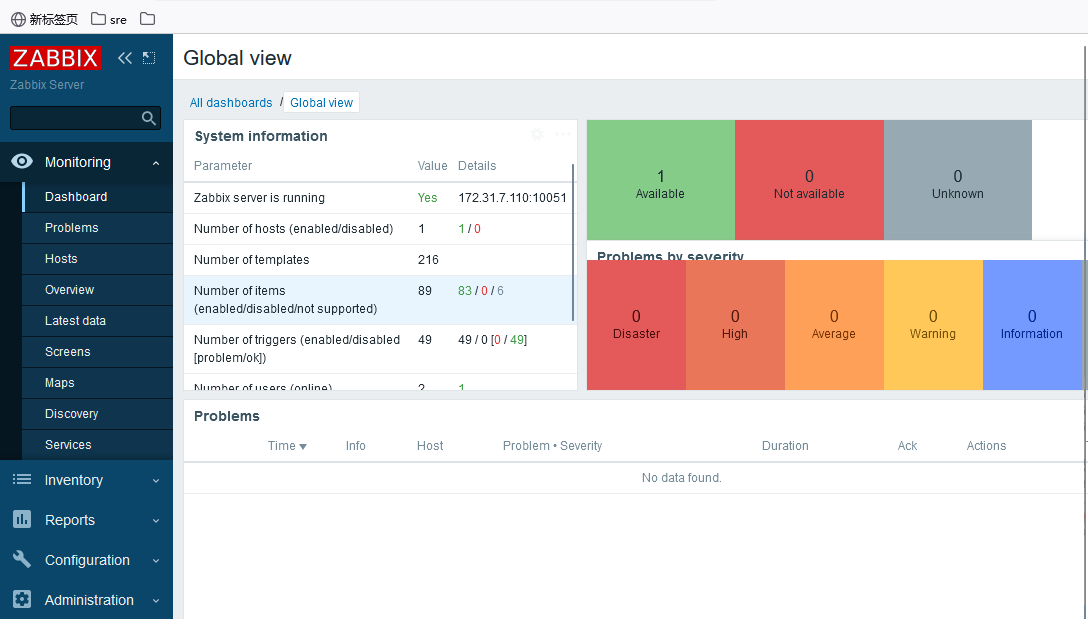 新标签页 sre
ZABBIX
Zabbix Server
Monitoring
Dashboard
Problems
Hosts
Overview
Latest data
Screens
Maps
Discovery
Services
Inventory
Reports
Configuration
Administration
Global view
All dashboards / Global view
System information
Parameter Value Details
Zabbix server is running Yes 172.31.7.110:10051
Number of hosts (enabled/disabled) 1 1 / 0
Number of templates 216
Number of items
(enabled/disabled/not supported) 89 83 / 0 / 6
Number of triggers (enabled/disabled
[problem/ok]) 49 49 / 0 [0 / 49]
Number of users (online) 2 1
1
Available
0
Not available
0
Unknown
Problems by severity
0
Disaster
0
High
0
Average
0
Warning
0
Information
Problems
Time Info Host Problem • Severity Duration Ack Actions
No data found.